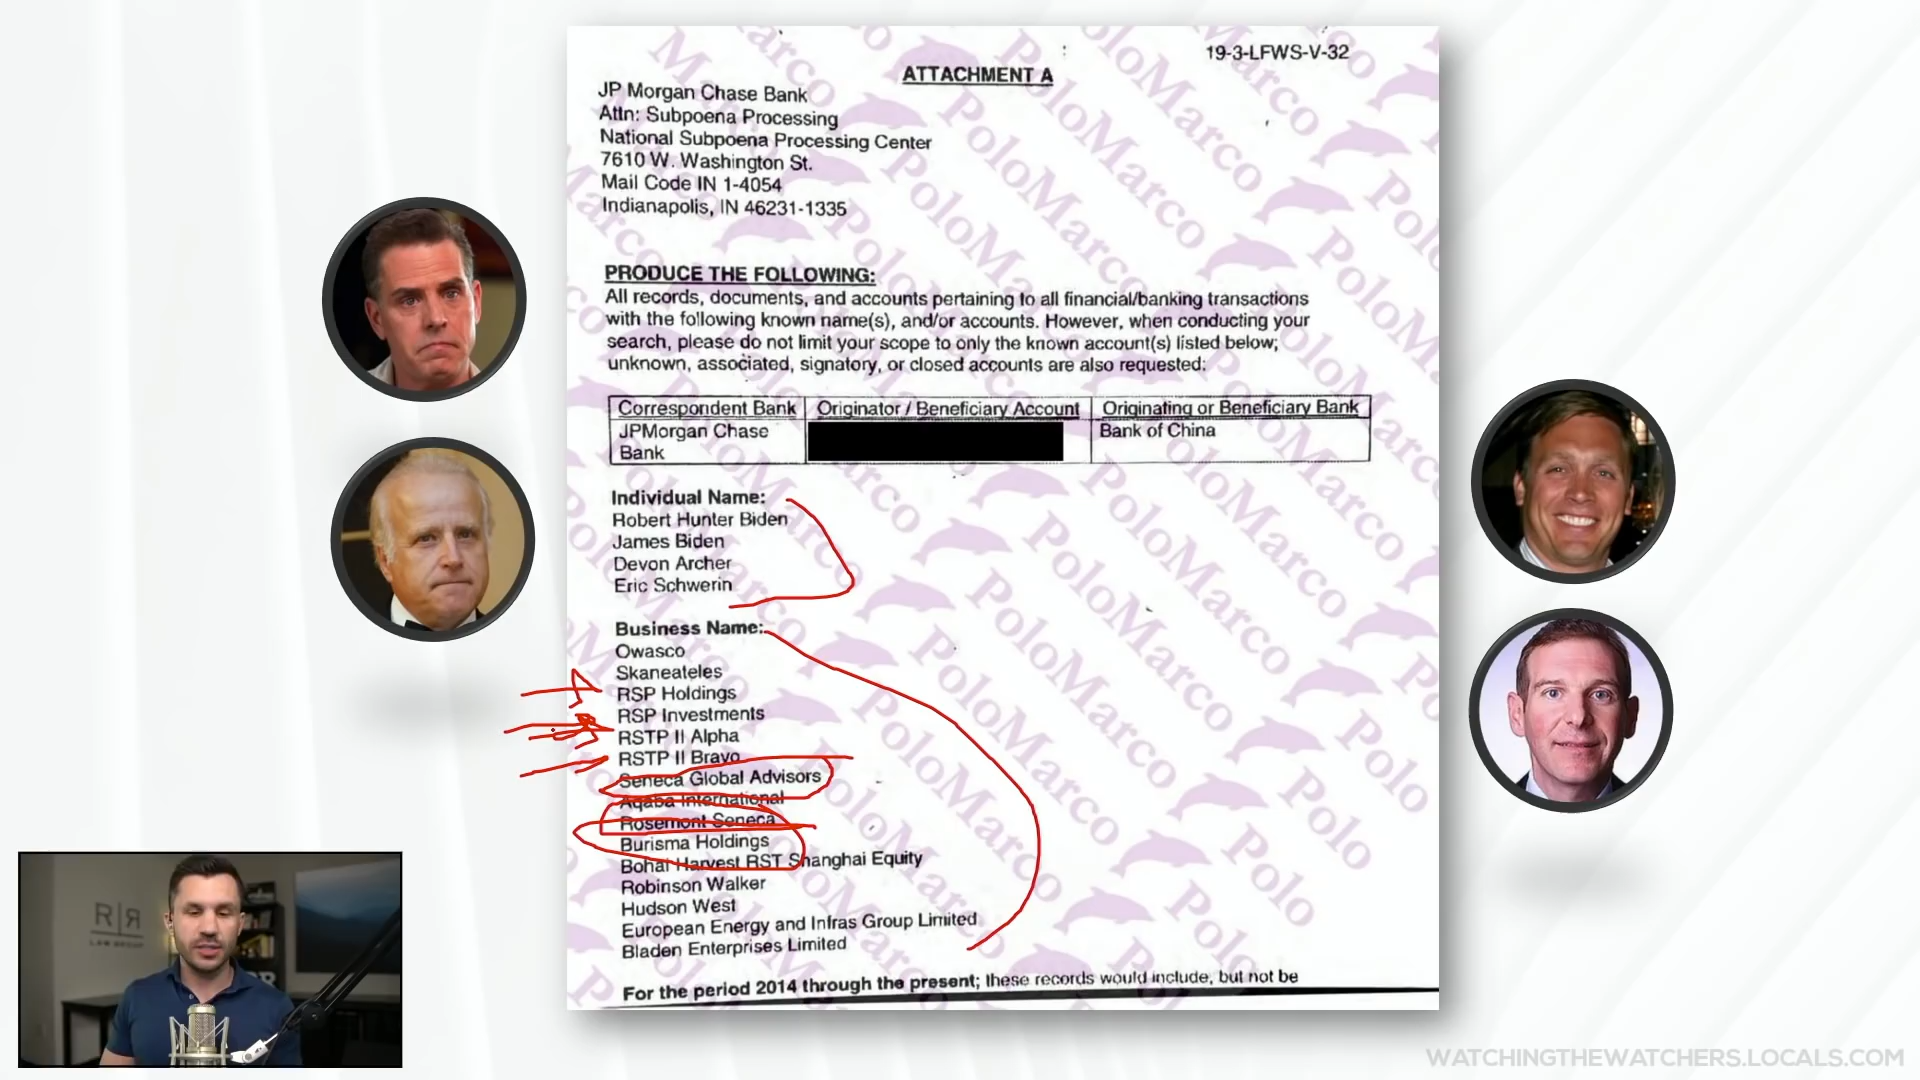 19-3-LFWS-V-32
ATTACHMENT A
JP Morgan Chase Bank
Attn: Subpoena Processing
National Subpoena Processing Center
7610 W. Washington St.
Mail Code IN 1-4054
Indianapolis, IN 46231-1335
PRODUCE THE FOLLOWING:
All records, documents, and accounts pertaining to all financial/banking transactions
with the following known name(s), and/or accounts. However, when conducting your
search, please do not limit your scope to only the known account(s) listed below;
unknown, associated, signatory, or closed accounts are also requested:
Correspondent Bank Originator / Beneficiary Account Originating or Beneficiary Bank
JPMorgan Chase Bank of China
Bank
Individual Name:
Robert Hunter Biden
James Biden
Devon Archer
Eric Schwerin
Business Name:
Owasco
Skaneateles
RSP Holdings
RSP Investments
RSTP II Alpha
RSTP II Bravo
Seneca Global Advisors
Aqaba International
Rosemont Seneca
Burisma Holdings
Bohai Harvest RST Shanghai Equity
Robinson Walker
Hudson West
European Energy and Infras Group Limited
Bladen Enterprises Limited
For the period 2014 through the present; these records would include, but not be
PoloMarco
R|R
LAW GROUP
WATCHINGTHEWATCHERS.LOCALS.COM